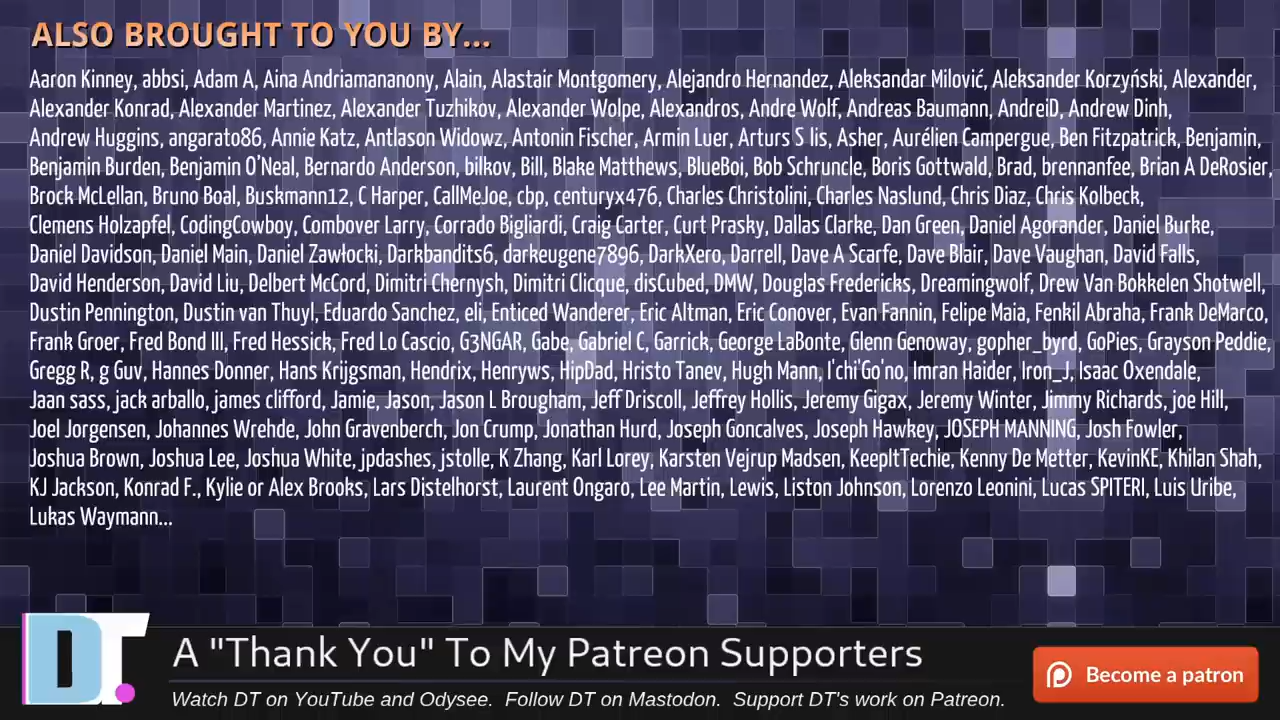 ALSO BROUGHT TO YOU BY...
Aaron Kinney, abbsi, Adam A, Aina Andriamananony, Alain, Alastair Montgomery, Alejandro Hernandez, Aleksandar Milović, Aleksander Korzyński, Alexander,
Alexander Konrad, Alexander Martinez, Alexander Tuzhikov, Alexander Wolpe, Alexandros, Andre Wolf, Andreas Baumann, AndreiD, Andrew Dinh,
Andrew Huggins, angarato86, Annie Katz, Antlason Widowz, Antonin Fischer, Armin Luer, Arturs S lis, Asher, Aurélien Campergue, Ben Fitzpatrick, Benjamin,
Benjamin Burden, Benjamin O'Neal, Bernardo Anderson, bilkov, Bill, Blake Matthews, BlueBoi, Bob Schruncle, Boris Gottwald, Brad, brennanfee, Brian A DeRosier,
Brock McLellan, Bruno Boal, Buskmann12, C Harper, CallMeJoe, cbp, centuryx476, Charles Christolini, Charles Naslund, Chris Diaz, Chris Kolbeck,
Clemens Holzapfel, CodingCowboy, Combover Larry, Corrado Bigliardi, Craig Carter, Curt Prasky, Dallas Clarke, Dan Green, Daniel Agorander, Daniel Burke,
Daniel Davidson, Daniel Main, Daniel Zawłocki, Darkbandits6, darkeugene7896, DarkXero, Darrell, Dave A Scarfe, Dave Blair, Dave Vaughan, David Falls,
David Henderson, David Liu, Delbert McCord, Dimitri Chernysh, Dimitri Clicque, disCubed, DMW, Douglas Fredericks, Dreamingwolf, Drew Van Bokkelen Shotwell,
Dustin Pennington, Dustin van Thuyl, Eduardo Sanchez, eli, Enticed Wanderer, Eric Altman, Eric Conover, Evan Fannin, Felipe Maia, Fenkil Abraha, Frank DeMarco,
Frank Groer, Fred Bond III, Fred Hessick, Fred Lo Cascio, G3NGAR, Gabe, Gabriel C, Garrick, George LaBonte, Glenn Genoway, gopher_byrd, GoPies, Grayson Peddie,
Gregg R, g Guv, Hannes Donner, Hans Krijgsman, Hendrix, Henryws, HipDad, Hristo Tanev, Hugh Mann, I'chi'Go'no, Imran Haider, Iron_J, Isaac Oxendale,
Jaan sass, jack arballo, james clifford, Jamie, Jason, Jason L Brougham, Jeff Driscoll, Jeffrey Hollis, Jeremy Gigax, Jeremy Winter, Jimmy Richards, joe Hill,
Joel Jorgensen, Johannes Wrehde, John Gravenberch, Jon Crump, Jonathan Hurd, Joseph Goncalves, Joseph Hawkey, JOSEPH MANNING, Josh Fowler,
Joshua Brown, Joshua Lee, Joshua White, jpdashes, jstolle, K Zhang, Karl Lorey, Karsten Vejrup Madsen, KeepItTechie, Kenny De Metter, KevinKE, Khilan Shah,
KJ Jackson, Konrad F., Kylie or Alex Brooks, Lars Distelhorst, Laurent Ongaro, Lee Martin, Lewis, Liston Johnson, Lorenzo Leonini, Lucas SPITERI, Luis Uribe,
Lukas Waymann...
DT
A "Thank You" To My Patreon Supporters
Watch DT on YouTube and Odysee. Follow DT on Mastodon. Support DT's work on Patreon.
Become a patron